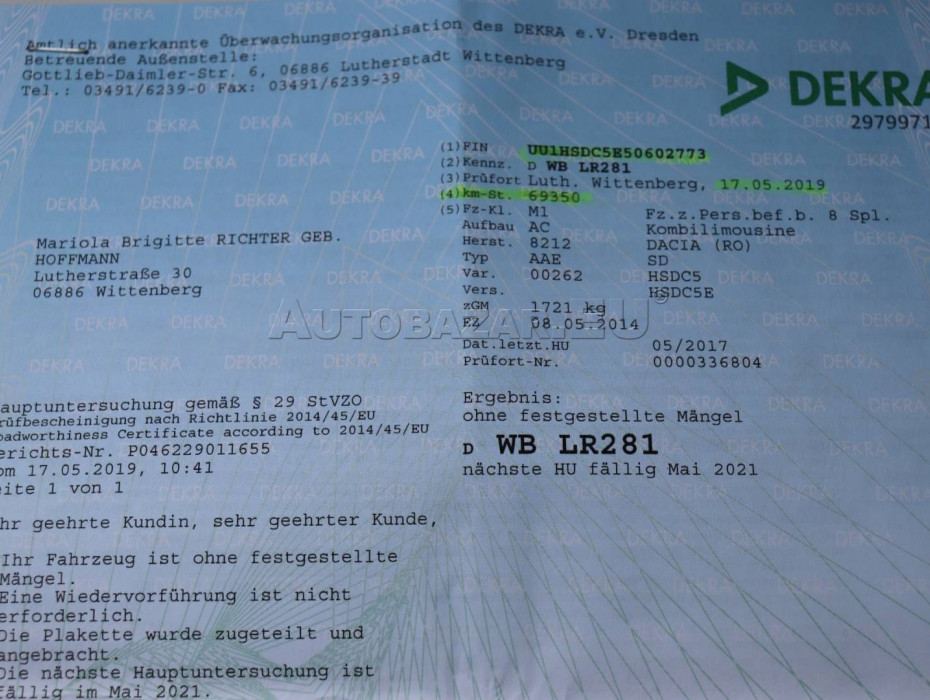 Amtlich anerkannte Überwachungsorganisation des DEKRA e.V. Dresden
Betreuende Außenstelle:
Gottlieb-Daimler-Str. 6, 06886 Lutherstadt Wittenberg
Tel.: 03491/6239-0 Fax: 03491/6239-39
DEKRA
2979971
(1) FIN UU1HSDC5E50602773
(2) Kennz. D WB LR281
(3) Prüfort Luth. Wittenberg, 17.05.2019
(4) km-St. 69350
(5) Fz-Kl. M1 Fz.z.Pers.bef.b. 8 Spl.
Aufbau AC Kombilimousine
Herst. 8212 DACIA (RO)
Typ AAE SD
Var. 00262 HSDC5
Vers. HSDC5E
zGM 1721 kg
EZ 08.05.2014
Dat.letzt.HU 05/2017
Prüfort-Nr. 0000336804
Mariola Brigitte RICHTER GEB.
HOFFMANN
Lutherstraße 30
06886 Wittenberg
AUTOBAZAR.EU
auptuntersuchung gemäß § 29 StVZO
rüfbescheinigung nach Richtlinie 2014/45/EU
oadworthiness Certificate according to 2014/45/EU
erichts-Nr. P046229011655
om 17.05.2019, 10:41
eite 1 von 1
Ergebnis:
ohne festgestellte Mängel
D WB LR281
nächste HU fällig Mai 2021
hr geehrte Kundin, sehr geehrter Kunde,
Ihr Fahrzeug ist ohne festgestellte
Mängel.
Eine Wiedervorführung ist nicht
erforderlich.
Die Plakette wurde zugeteilt und
angebracht.
Die nächste Hauptuntersuchung ist
fällig im Mai 2021.